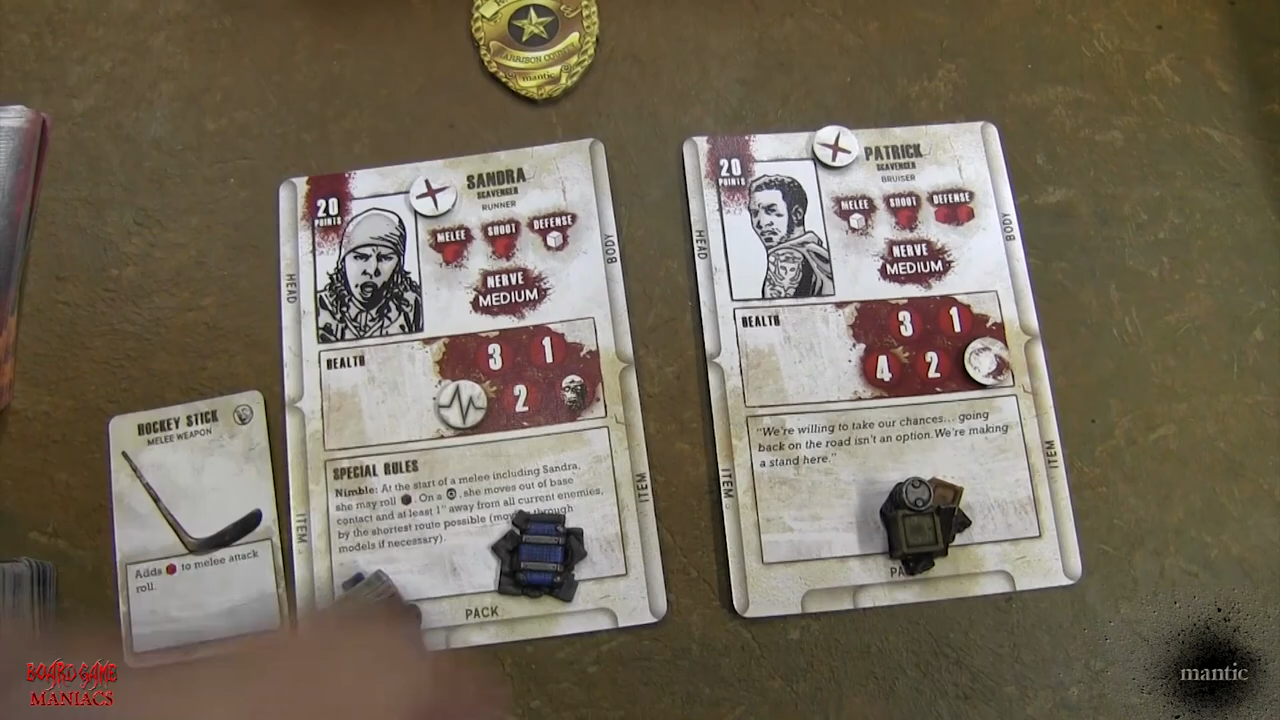 ARRISON COUNTY
mantic
20
POINTS
SANDRA
SCAVENGER
RUNNER
MELEE
SHOOT
DEFENSE
NERVE
MEDIUM
HEAD
BODY
HEALTH
3 1
2
SPECIAL RULES
Nimble: At the start of a melee including Sandra,
she may roll . On a , she moves out of base
contact and at least 1" away from all current enemies,
by the shortest route possible through
models if necessary).
ITEM
ITEM
PACK
20
POINTS
PATRICK
SCAVENGER
BRUISER
MELEE
SHOOT
DEFENSE
NERVE
MEDIUM
HEAD
BODY
HEALTH
3 1
4 2
"We're willing to take our chances... going
back on the road isn't an option. We're making
a stand here."
ITEM
ITEM
HOCKEY STICK
MELEE WEAPON
Adds to melee attack
roll.
BOARD GAME
MANIACS
mantic